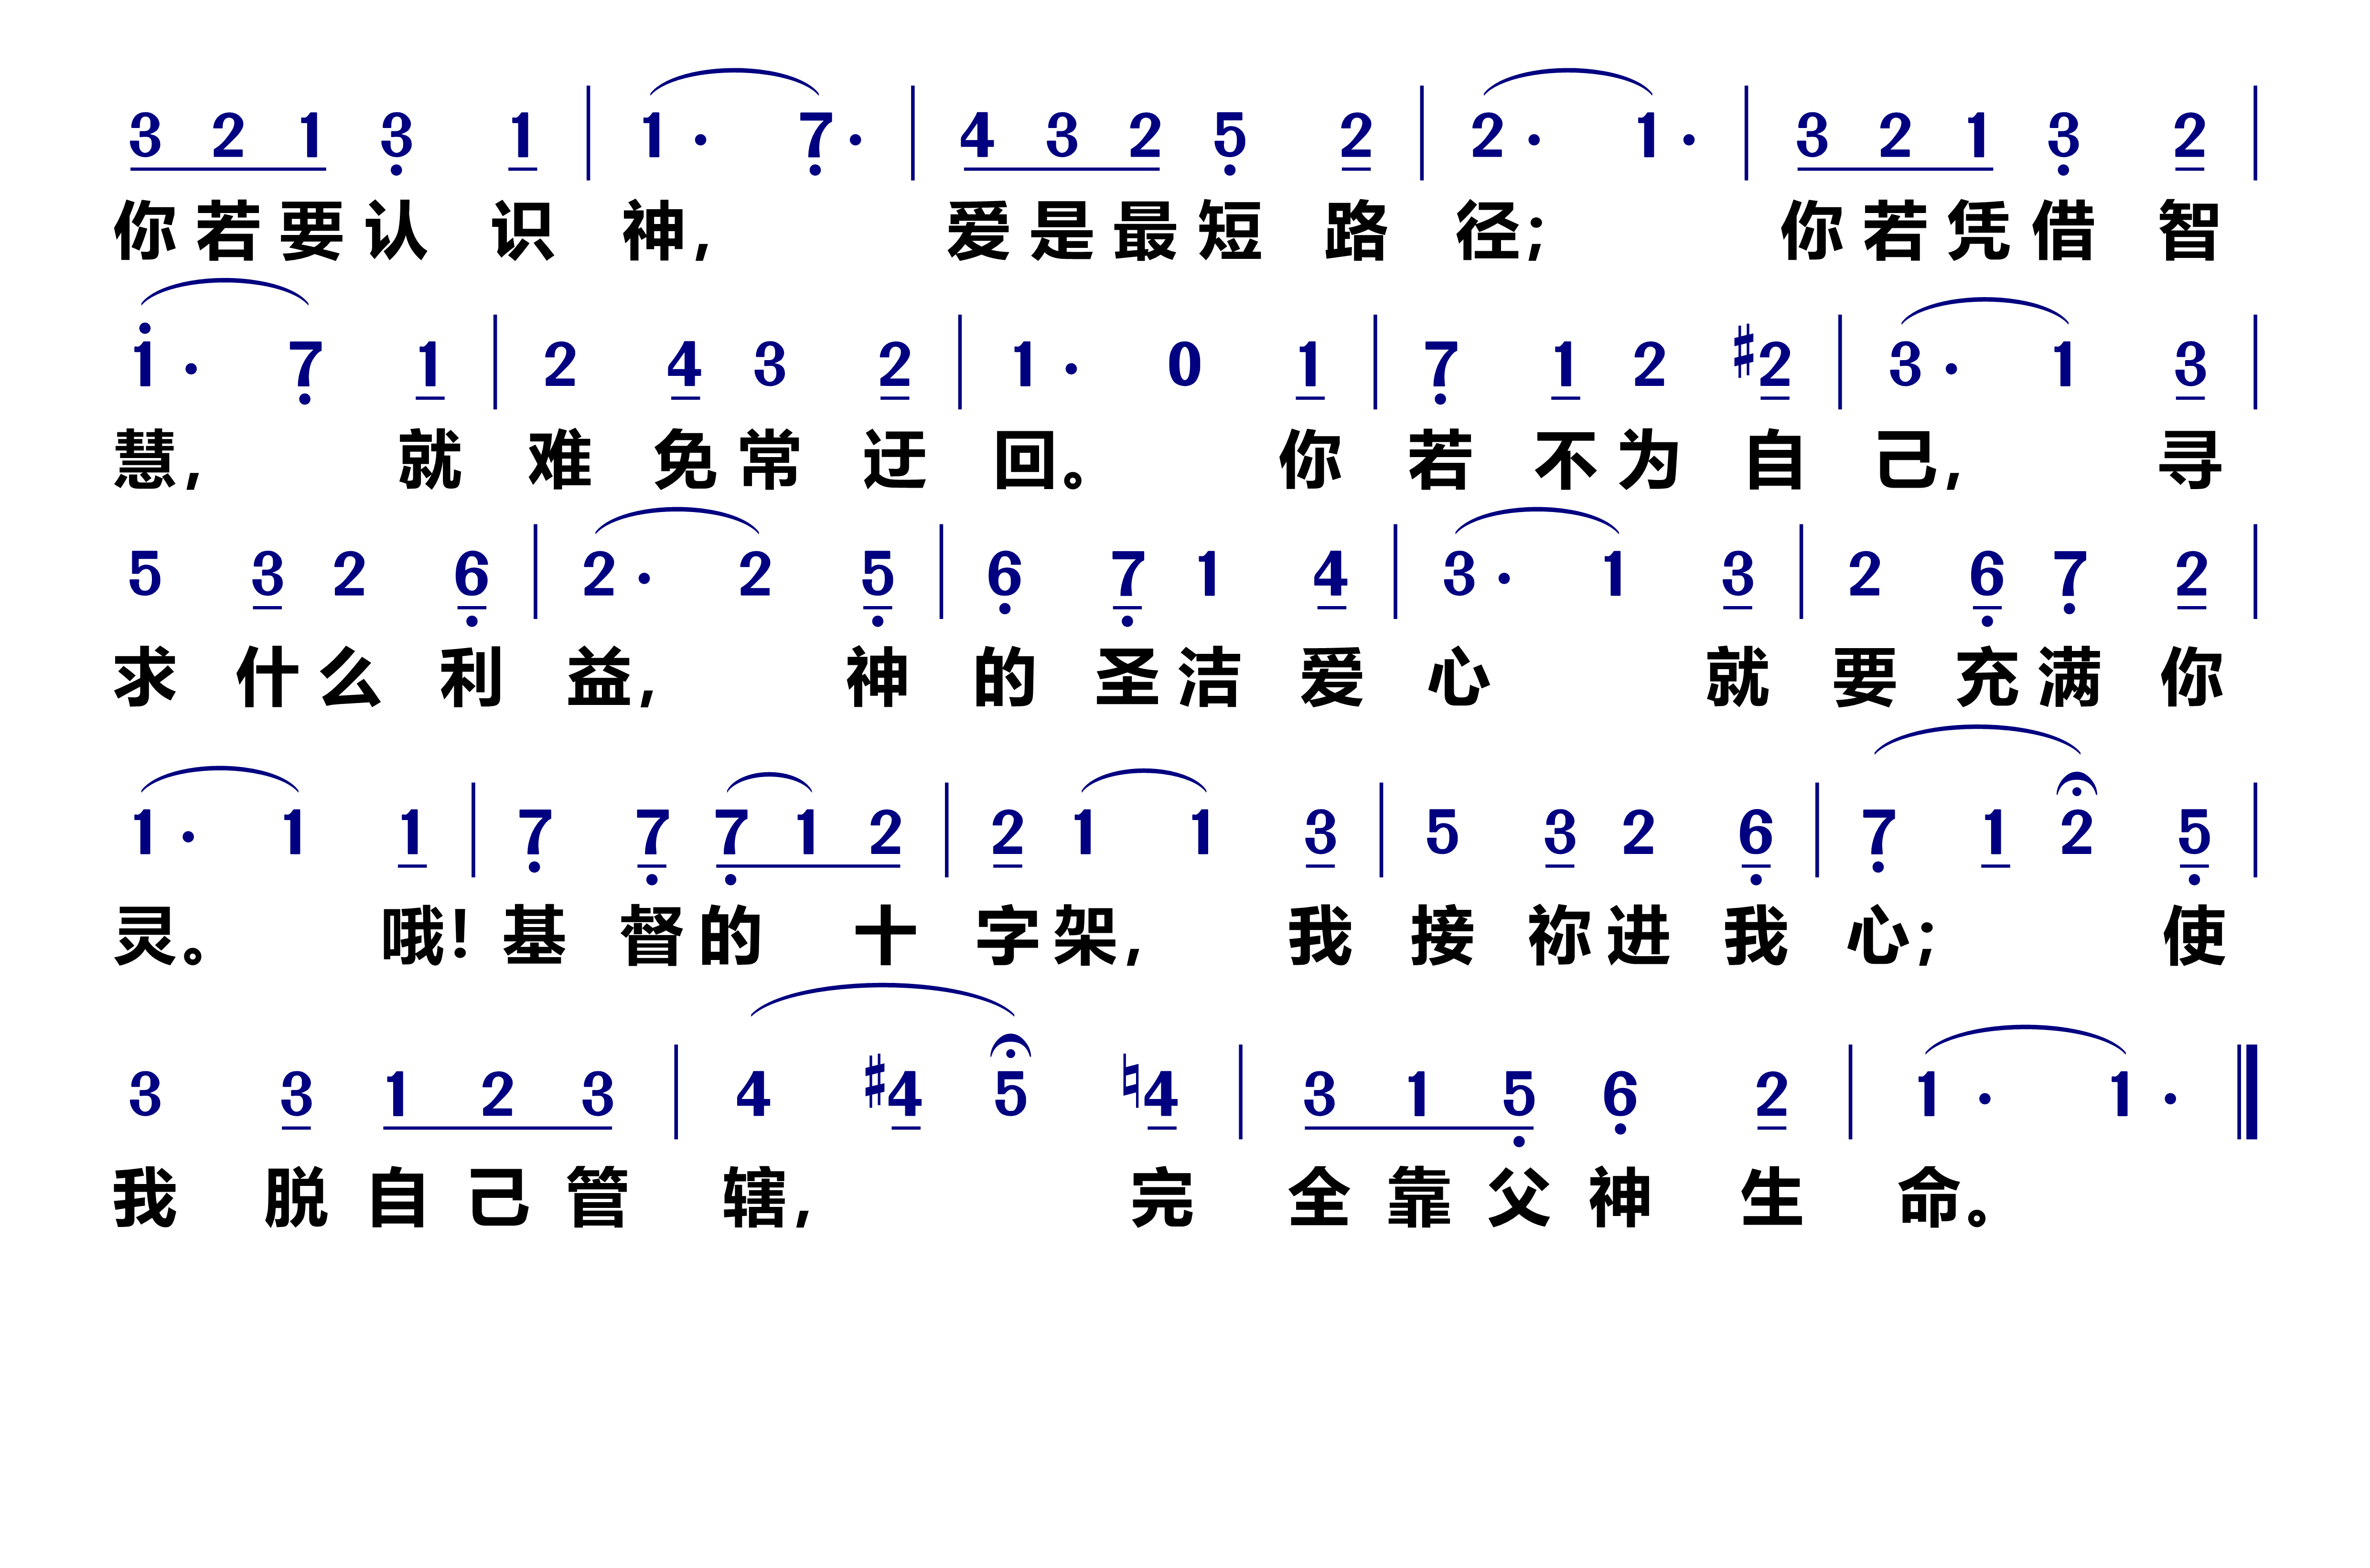 3 2 1 3 1 | 1 · 7 · | 4 3 2 5 2 | 2 · 1 · | 3 2 1 3 2 |
你若要认识神, 爱是最短路径; 你若凭借智
1 · 7 1 | 2 4 3 2 | 1 · 0 1 | 7 1 2 #2 | 3 · 1 3 |
慧, 就难免常迂回。 你若不为自己, 寻
5 3 2 6 | 2 · 2 5 | 6 7 1 4 | 3 · 1 3 | 2 6 7 2 |
求什么利益, 神的圣洁爱心 就要充满你
1 · 1 1 | 7 7 7 1 2 | 2 1 1 3 | 5 3 2 6 | 7 1 2 5 |
灵。 哦!基督的十字架, 我接祢进我心; 使
3 3 1 2 3 | 4 #4 5 ♮4 | 3 1 5 6 2 | 1 · 1 · ‖
我脱自己管辖, 完全靠父神生命。